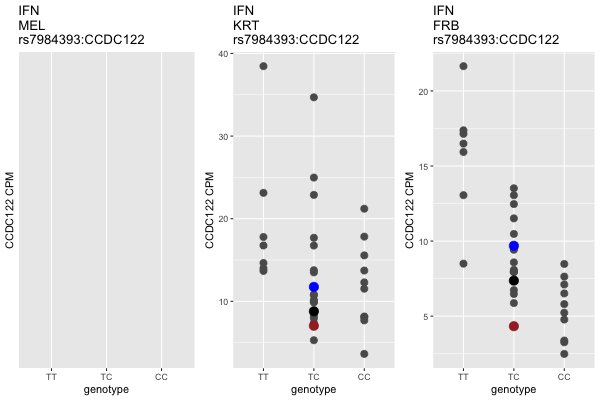 IFN
MEL
rs7984393:CCDC122
CCDC122 CPM
TT TC CC
genotype
IFN
KRT
rs7984393:CCDC122
CCDC122 CPM
40
30
20
10
TT TC CC
genotype
IFN
FRB
rs7984393:CCDC122
CCDC122 CPM
20
15
10
5
TT TC CC
genotype